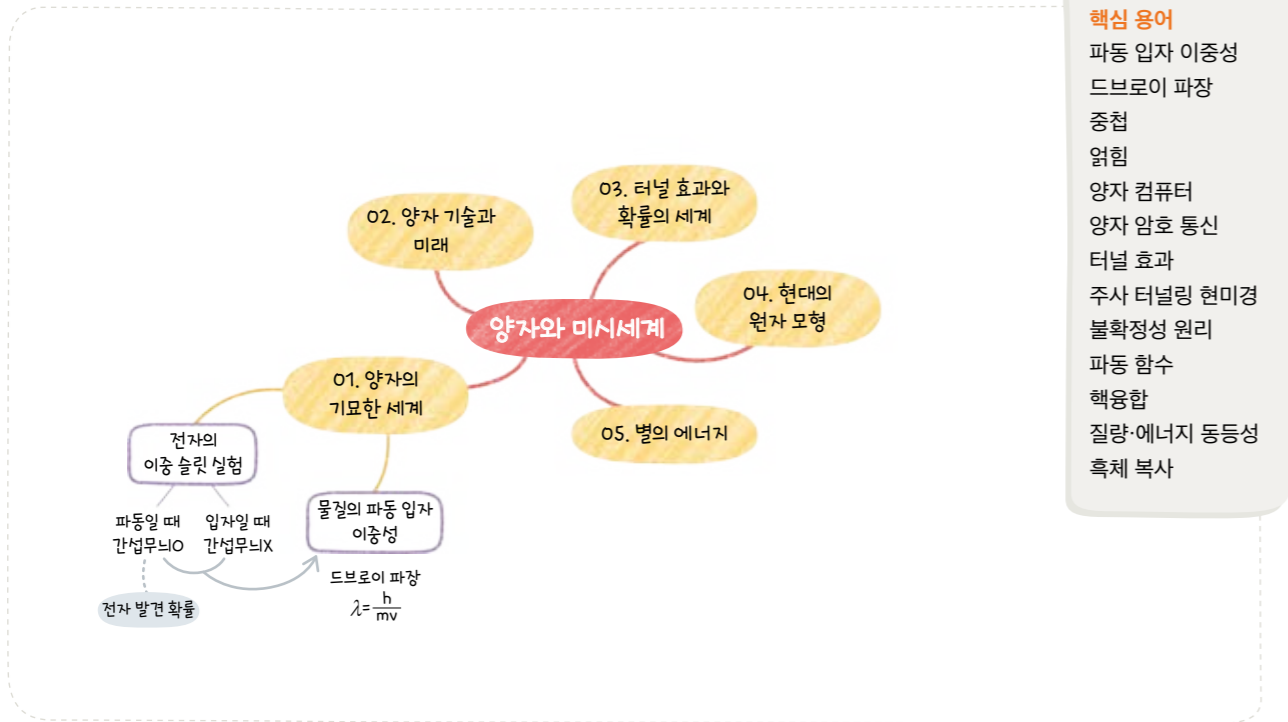 핵심 용어
파동 입자 이중성
드브로이 파장
중첩
얽힘
양자 컴퓨터
양자 암호 통신
터널 효과
주사 터널링 현미경
불확정성 원리
파동 함수
핵융합
질량·에너지 동등성
흑체 복사
03. 터널 효과와
확률의 세계
02. 양자 기술과
미래
04. 현대의
원자 모형
양자와 미시세계
01. 양자의
기묘한 세계
05. 별의 에너지
전자의
이중 슬릿 실험
물질의 파동 입자
이중성
파동일 때
간섭무늬O
입자일 때
간섭무늬X
드브로이 파장
λ=h/mv
전자 발견 확률